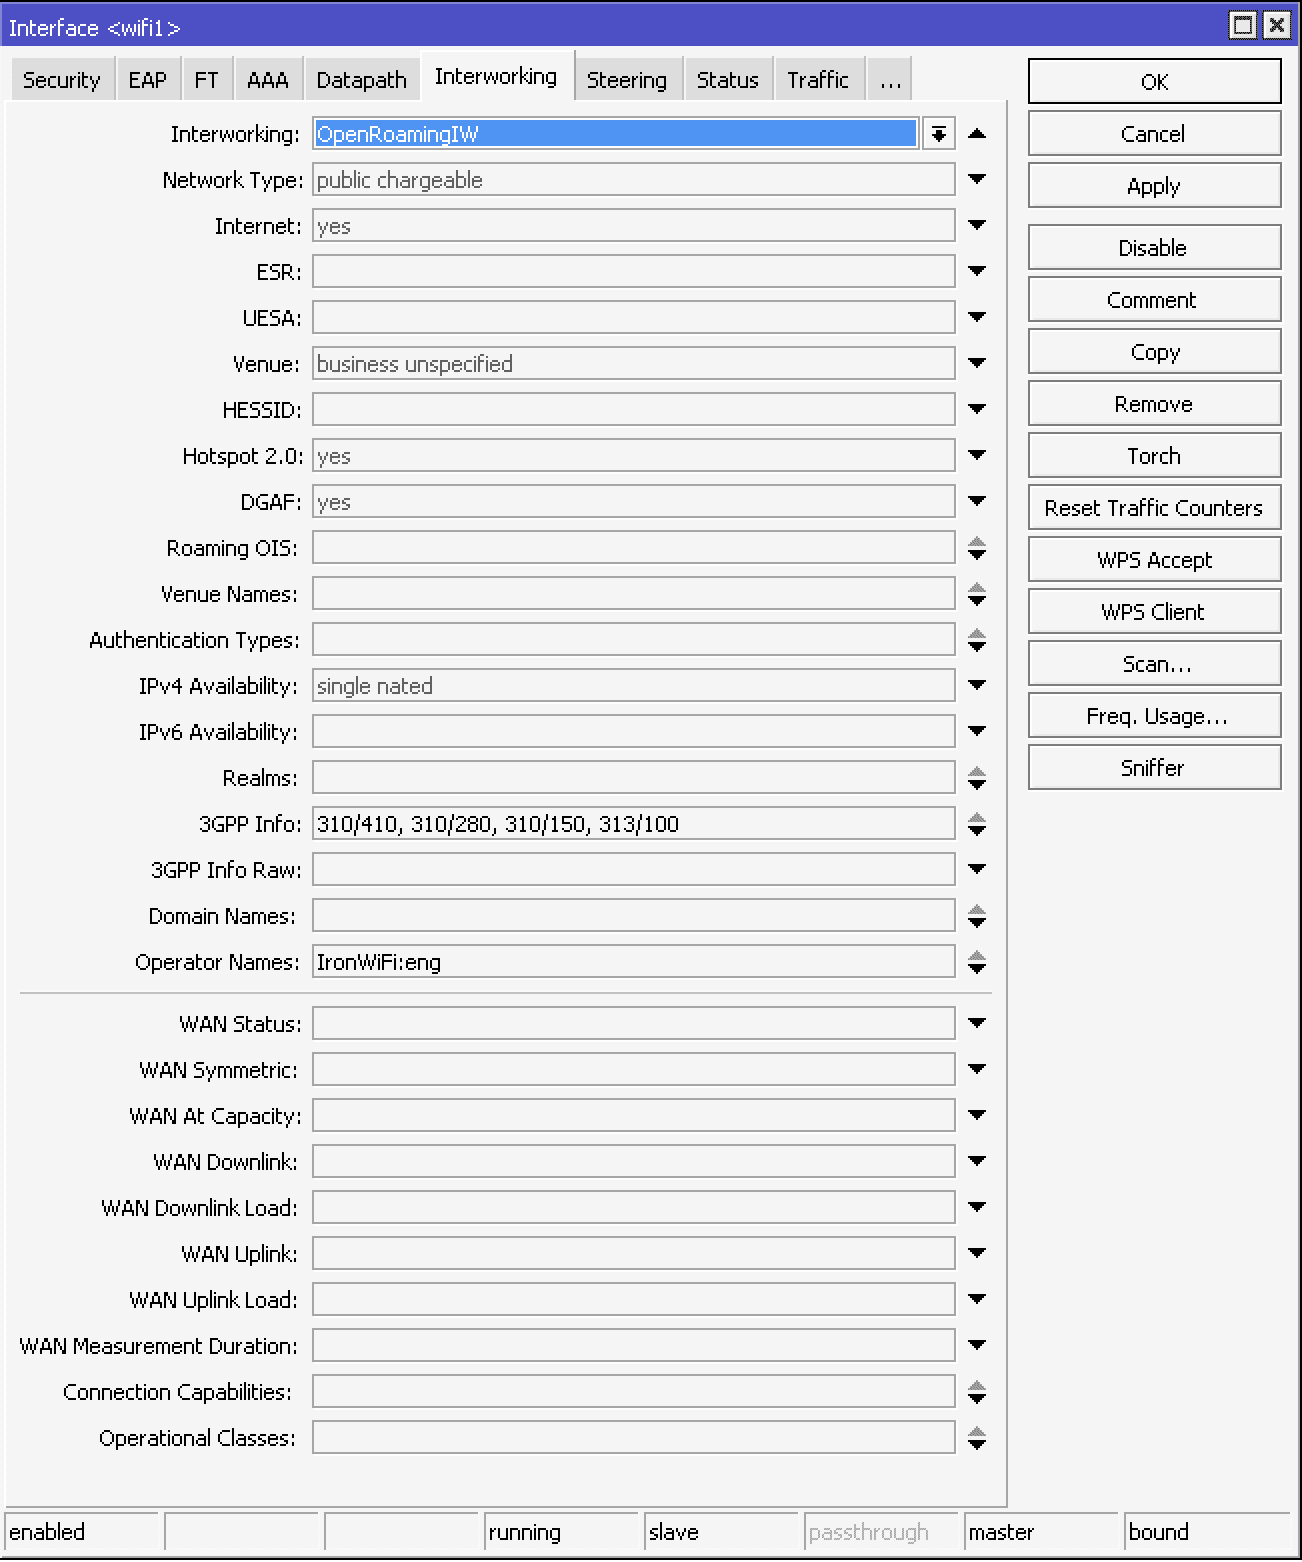 Interface <wifi1>
Security EAP FT AAA Datapath Interworking Steering Status Traffic ...
Interworking: OpenRoamingIW
Network Type: public chargeable
Internet: yes
ESR:
UESA:
Venue: business unspecified
HESSID:
Hotspot 2.0: yes
DGAF: yes
Roaming OIS:
Venue Names:
Authentication Types:
IPv4 Availability: single nated
IPv6 Availability:
Realms:
3GPP Info: 310/410, 310/280, 310/150, 313/100
3GPP Info Raw:
Domain Names:
Operator Names: IronWiFi:eng
WAN Status:
WAN Symmetric:
WAN At Capacity:
WAN Downlink:
WAN Downlink Load:
WAN Uplink:
WAN Uplink Load:
WAN Measurement Duration:
Connection Capabilities:
Operational Classes:
OK
Cancel
Apply
Disable
Comment
Copy
Remove
Torch
Reset Traffic Counters
WPS Accept
WPS Client
Scan...
Freq. Usage...
Sniffer
enabled running slave passthrough master bound